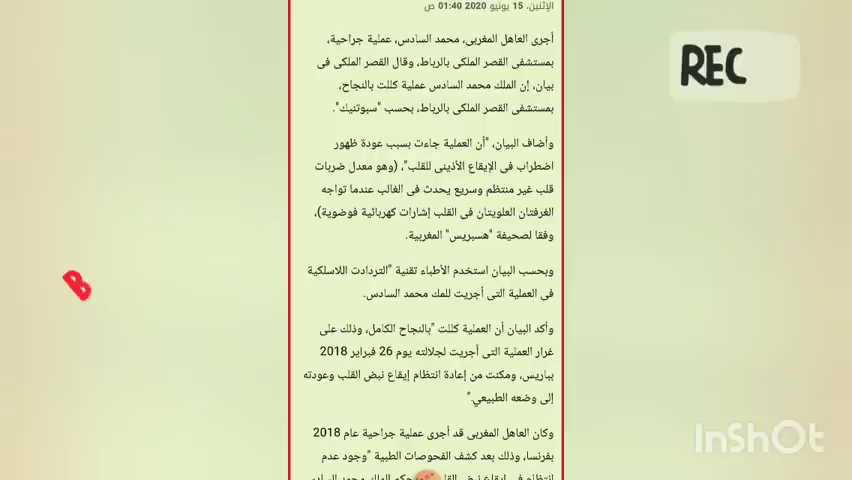 الإثنين، 15 يونيو 2020 01:40 ص
أجرى العاهل المغربى، محمد السادس، عملية جراحية،
بمستشفى القصر الملكى بالرباط، وقال القصر الملكى فى
بيان، إن الملك محمد السادس عملية كللت بالنجاح،
بمستشفى القصر الملكى بالرباط، بحسب "سبوتنيك".
وأضاف البيان، "أن العملية جاءت بسبب عودة ظهور
اضطراب فى الإيقاع الأذينى للقلب"، (وهو معدل ضربات
قلب غير منتظم وسريع يحدث فى الغالب عندما تواجه
الغرفتان العلويتان فى القلب إشارات كهربائية فوضوية)،
وفقا لصحيفة "هسبريس" المغربية.
وبحسب البيان استخدم الأطباء تقنية "الترددات اللاسلكية
فى العملية التى أجريت للملك محمد السادس.
وأكد البيان أن العملية كللت "بالنجاح الكامل، وذلك على
غرار العملية التى أجريت لجلالته يوم 26 فبراير 2018
بباريس، ومكنت من إعادة انتظام إيقاع نبض القلب وعودته
إلى وضعه الطبيعي."
وكان العاهل المغربى قد أجرى عملية جراحية عام 2018
بفرنسا، وذلك بعد كشف الفحوصات الطبية "وجود عدم
REC
B
InShOt